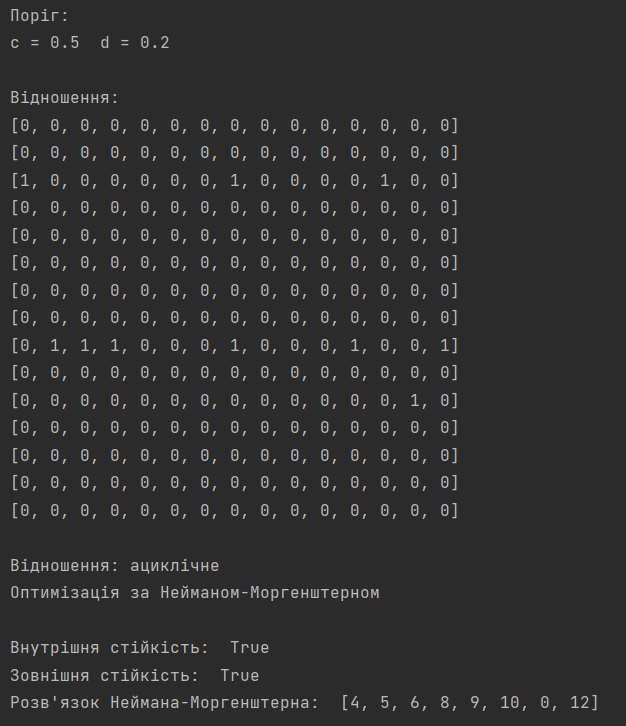 Поріг:
c = 0.5  d = 0.2
Відношення:
[0, 0, 0, 0, 0, 0, 0, 0, 0, 0, 0, 0, 0, 0, 0]
[0, 0, 0, 0, 0, 0, 0, 0, 0, 0, 0, 0, 0, 0, 0]
[1, 0, 0, 0, 0, 0, 0, 1, 0, 0, 0, 0, 1, 0, 0]
[0, 0, 0, 0, 0, 0, 0, 0, 0, 0, 0, 0, 0, 0, 0]
[0, 0, 0, 0, 0, 0, 0, 0, 0, 0, 0, 0, 0, 0, 0]
[0, 0, 0, 0, 0, 0, 0, 0, 0, 0, 0, 0, 0, 0, 0]
[0, 0, 0, 0, 0, 0, 0, 0, 0, 0, 0, 0, 0, 0, 0]
[0, 0, 0, 0, 0, 0, 0, 0, 0, 0, 0, 0, 0, 0, 0]
[0, 1, 1, 1, 0, 0, 0, 1, 0, 0, 0, 1, 0, 0, 1]
[0, 0, 0, 0, 0, 0, 0, 0, 0, 0, 0, 0, 0, 0, 0]
[0, 0, 0, 0, 0, 0, 0, 0, 0, 0, 0, 0, 0, 1, 0]
[0, 0, 0, 0, 0, 0, 0, 0, 0, 0, 0, 0, 0, 0, 0]
[0, 0, 0, 0, 0, 0, 0, 0, 0, 0, 0, 0, 0, 0, 0]
[0, 0, 0, 0, 0, 0, 0, 0, 0, 0, 0, 0, 0, 0, 0]
[0, 0, 0, 0, 0, 0, 0, 0, 0, 0, 0, 0, 0, 0, 0]
Відношення: ациклічне
Оптимізація за Нейманом-Моргенштерном
Внутрішня стійкість:  True
Зовнішня стійкість:  True
Розв'язок Неймана-Моргенштерна:  [4, 5, 6, 8, 9, 10, 0, 12]